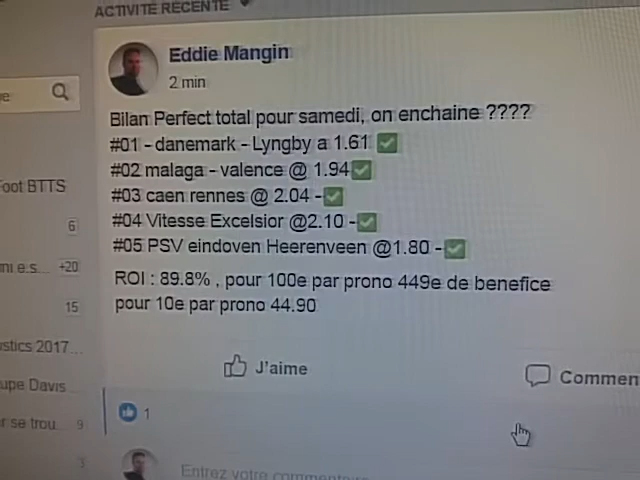 ACTIVITÉ RÉCENTE
Eddie Mangin
2 min
Bilan Perfect total pour samedi, on enchaine ????
#01 - danemark - Lyngby a 1.61 ✅
#02 malaga - valence @ 1.94✅
#03 caen rennes @ 2.04 -✅
#04 Vitesse Excelsior @2.10 -✅
#05 PSV eindoven Heerenveen @1.80 -✅
ROI : 89.8% , pour 100e par prono 449e de benefice
pour 10e par prono 44.90
J'aime
Commen
1
Entrez votre commentaire
Foot BTTS
6
+20
15
stics 2017...
upe Davis
r se trou... 9
3